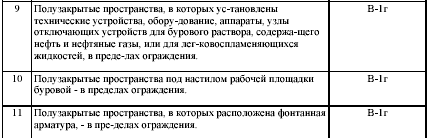 9 Полузакрытые пространства, в которых ус-тановлены В-1г
технические устройства, обору-дование, аппараты, узлы
отключающих устройств для бурового раствора, содержа-щего
нефть и нефтяные газы, или для лег-ковоспламеняющихся
жидкостей, в преде-лах ограждения.
10 Полузакрытые пространства под настилом рабочей площадки В-1г
буровой - в пределах ограждения.
11 Полузакрытые пространства, в которых расположена фонтанная В-1г
арматура, - в пре-делах ограждения.